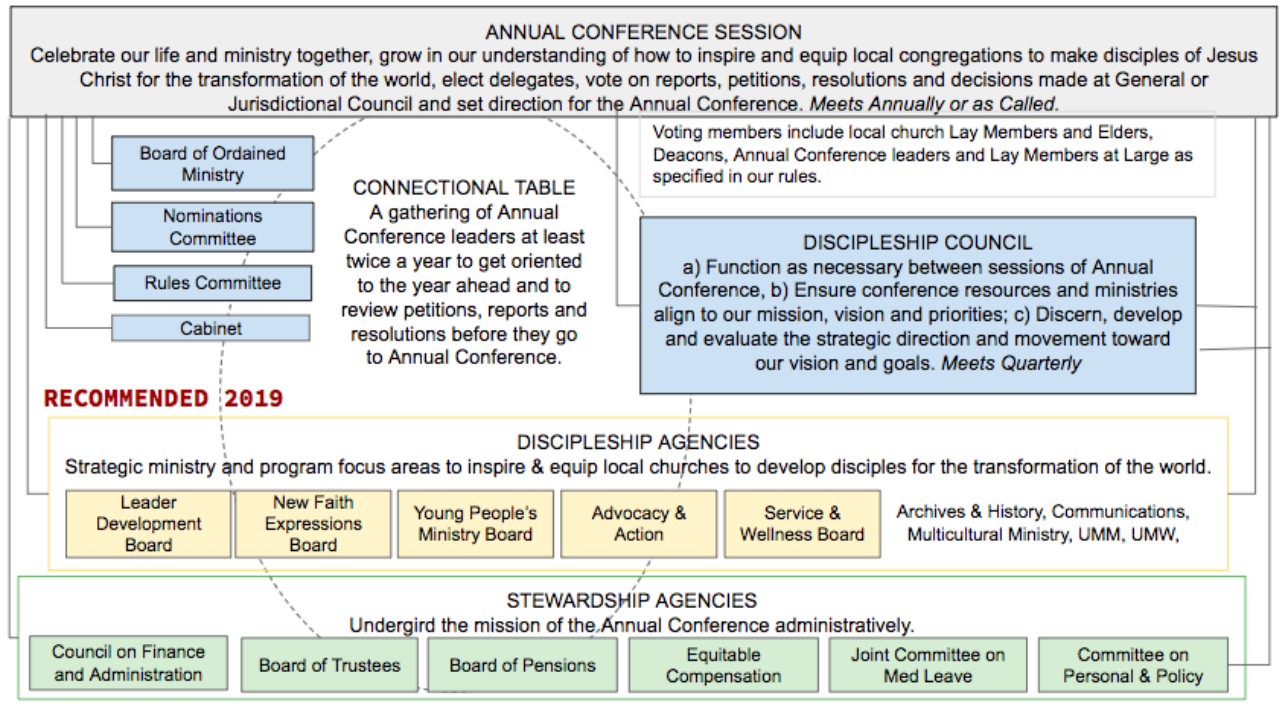 ANNUAL CONFERENCE SESSION
Celebrate our life and ministry together, grow in our understanding of how to inspire and equip local congregations to make disciples of Jesus
Christ for the transformation of the world, elect delegates, vote on reports, petitions, resolutions and decisions made at General or
Jurisdictional Council and set direction for the Annual Conference. Meets Annually or as Called.
Voting members include local church Lay Members and Elders,
Deacons, Annual Conference leaders and Lay Members at Large as
specified in our rules.
Board of Ordained
Ministry
Nominations
Committee
Rules Committee
Cabinet
CONNECTIONAL TABLE
A gathering of Annual
Conference leaders at least
twice a year to get oriented
to the year ahead and to
review petitions, reports and
resolutions before they go
to Annual Conference.
DISCIPLESHIP COUNCIL
a) Function as necessary between sessions of Annual
Conference, b) Ensure conference resources and ministries
align to our mission, vision and priorities; c) Discern, develop
and evaluate the strategic direction and movement toward
our vision and goals. Meets Quarterly
RECOMMENDED 2019
DISCIPLESHIP AGENCIES
Strategic ministry and program focus areas to inspire & equip local churches to develop disciples for the transformation of the world.
Leader
Development
Board
New Faith
Expressions
Board
Young People's
Ministry Board
Advocacy &
Action
Service &
Wellness Board
Archives & History, Communications,
Multicultural Ministry, UMM, UMW,
STEWARDSHIP AGENCIES
Undergird the mission of the Annual Conference administratively.
Council on Finance
and Administration
Board of Trustees
Board of Pensions
Equitable
Compensation
Joint Committee on
Med Leave
Committee on
Personal & Policy